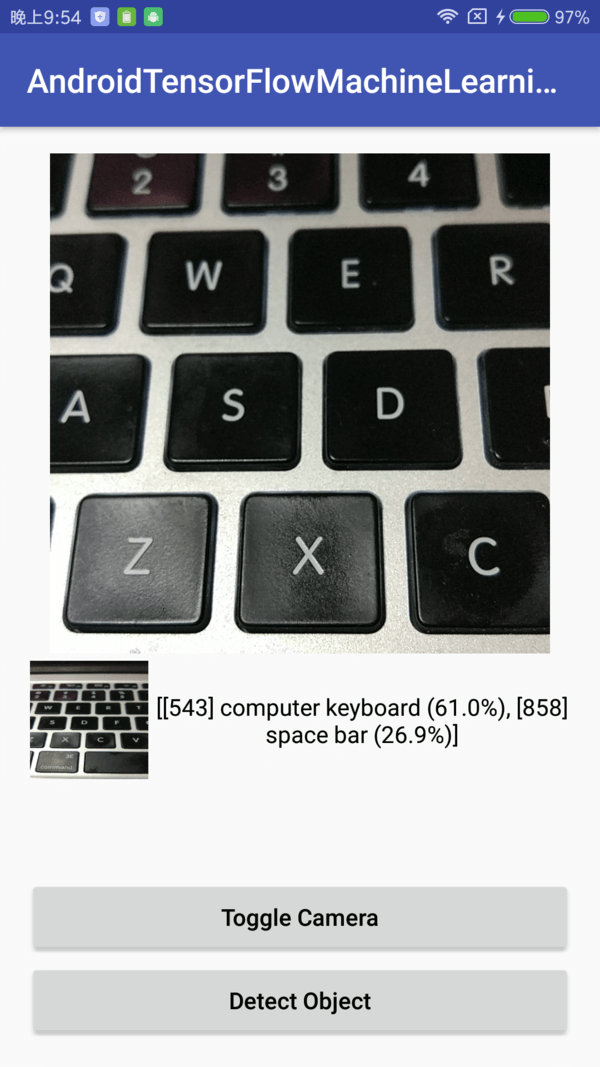 晚上9:54
97%
AndroidTensorFlowMachineLearni...
2 3 4
Q W E R
A S D
Z X C
W E R T
S D F
X C V
command
[[543] computer keyboard (61.0%), [858]
space bar (26.9%)]
Toggle Camera
Detect Object